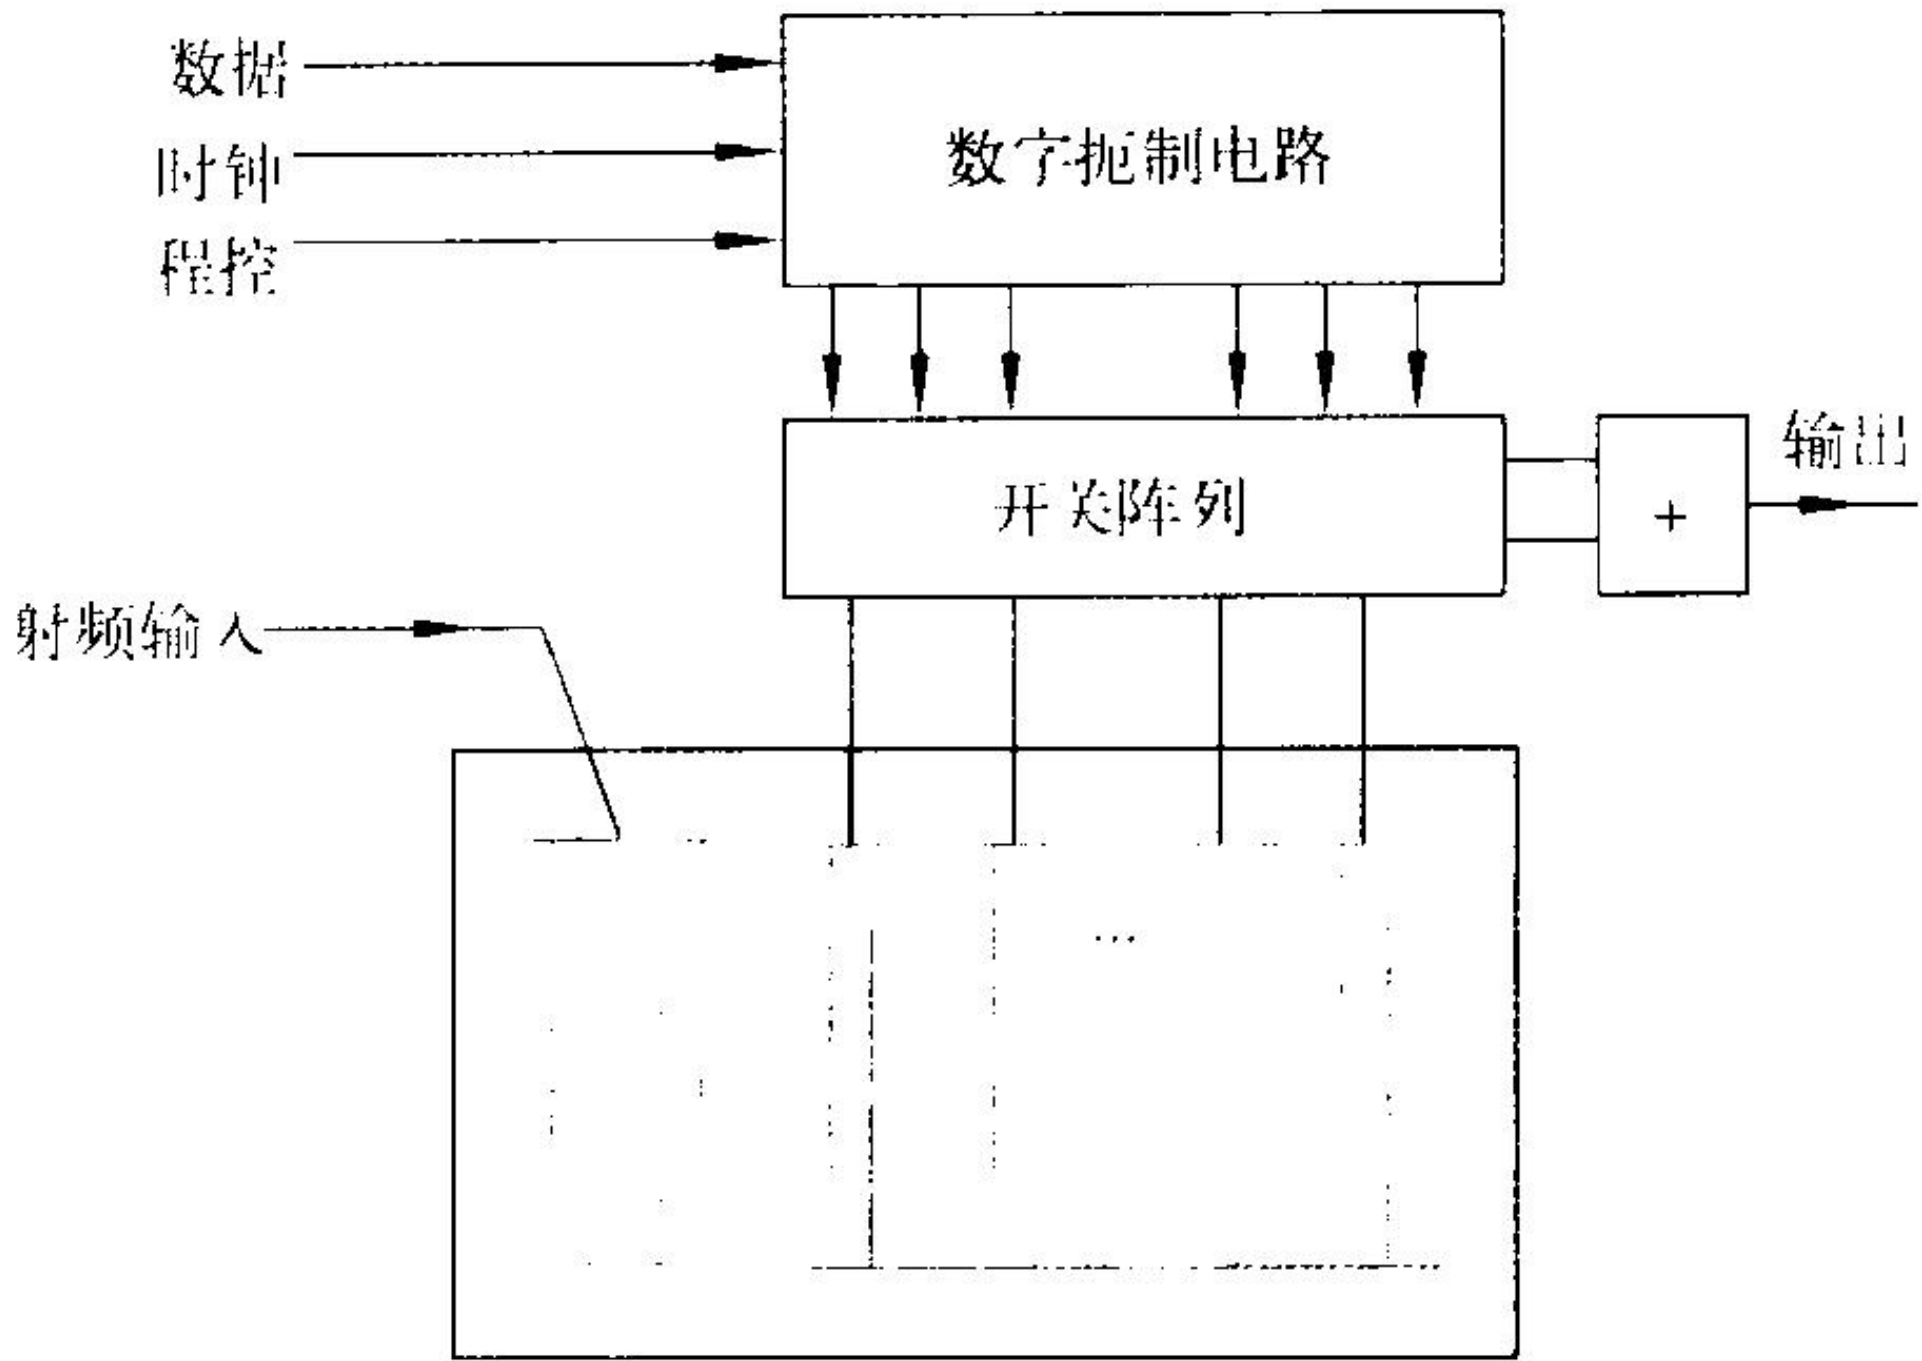 数据
时钟
程控
数字扼制电路
开关阵列
+
输出
射频输入
...